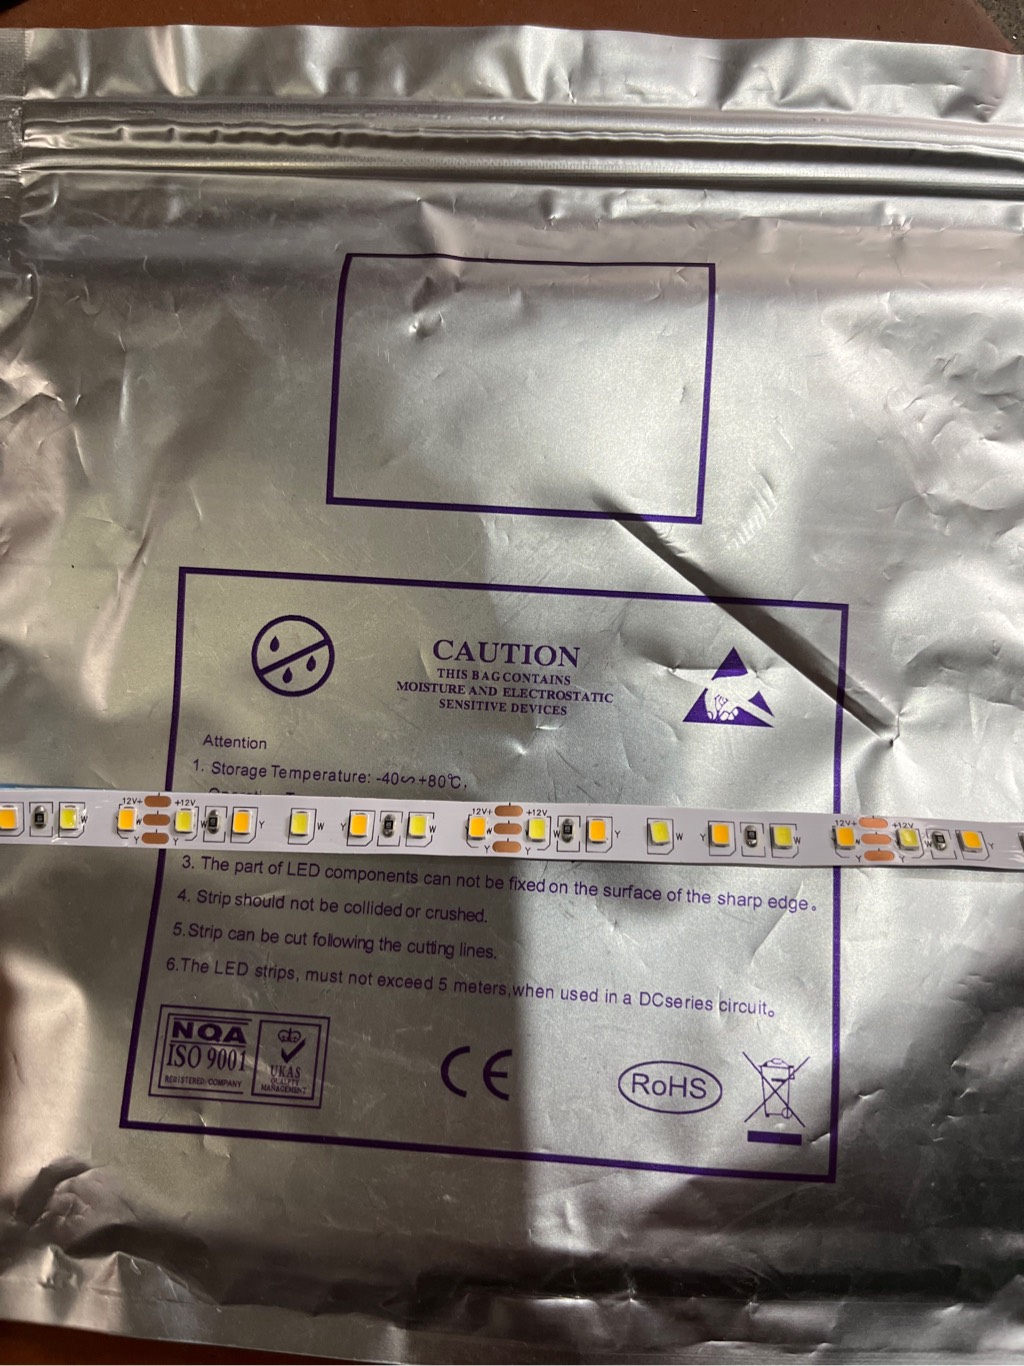 CAUTION
THIS BAG CONTAINS
MOISTURE AND ELECTROSTATIC
SENSITIVE DEVICES
Attention
1. Storage Temperature: -40∽+80℃,
12V+ +12V 12V+ +12V 12V+ +12V
W W W W W W W W W
Y Y Y Y Y Y Y Y Y
3. The part of LED components can not be fixed on the surface of the sharp edge。
4. Strip should not be collided or crushed.
5.Strip can be cut following the cutting lines.
6.The LED strips, must not exceed 5 meters,when used in a DCseries circuit。
NQA
ISO 9001
REGISTERED COMPANY
UKAS
QUALITY
MANAGEMENT
CE
RoHS